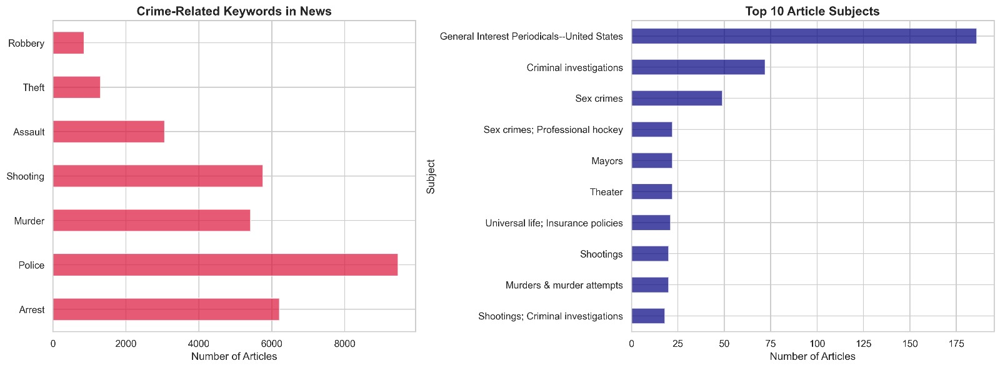 Crime-Related Keywords in News
Robbery
Theft
Assault
Shooting
Murder
Police
Arrest
0 2000 4000 6000 8000
Number of Articles
Top 10 Article Subjects
Subject
General Interest Periodicals--United States
Criminal investigations
Sex crimes
Sex crimes; Professional hockey
Mayors
Theater
Universal life; Insurance policies
Shootings
Murders & murder attempts
Shootings; Criminal investigations
0 25 50 75 100 125 150 175
Number of Articles